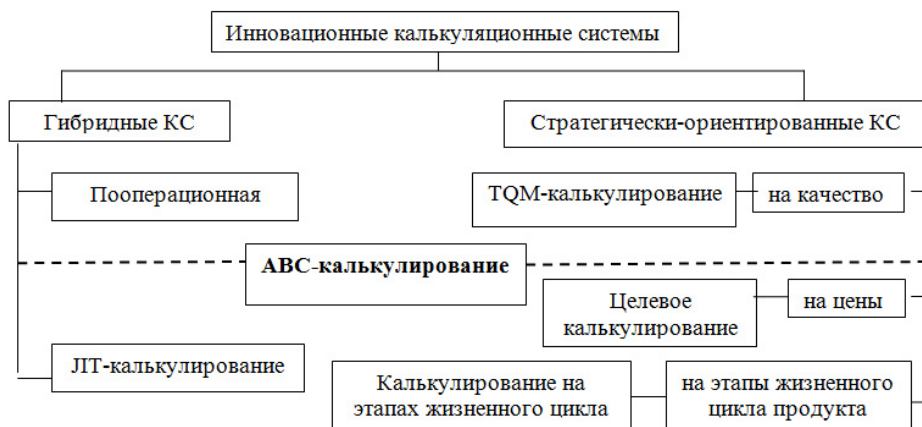 Инновационные калькуляционные системы
Гибридные КС
Стратегически-ориентированные КС
Пооперационная
TQM-калькулирование
на качество
АВС-калькулирование
Целевое
калькулирование
на цены
ЛТ-калькулирование
Калькулирование на
этапах жизненного цикла
на этапы жизненного
цикла продукта